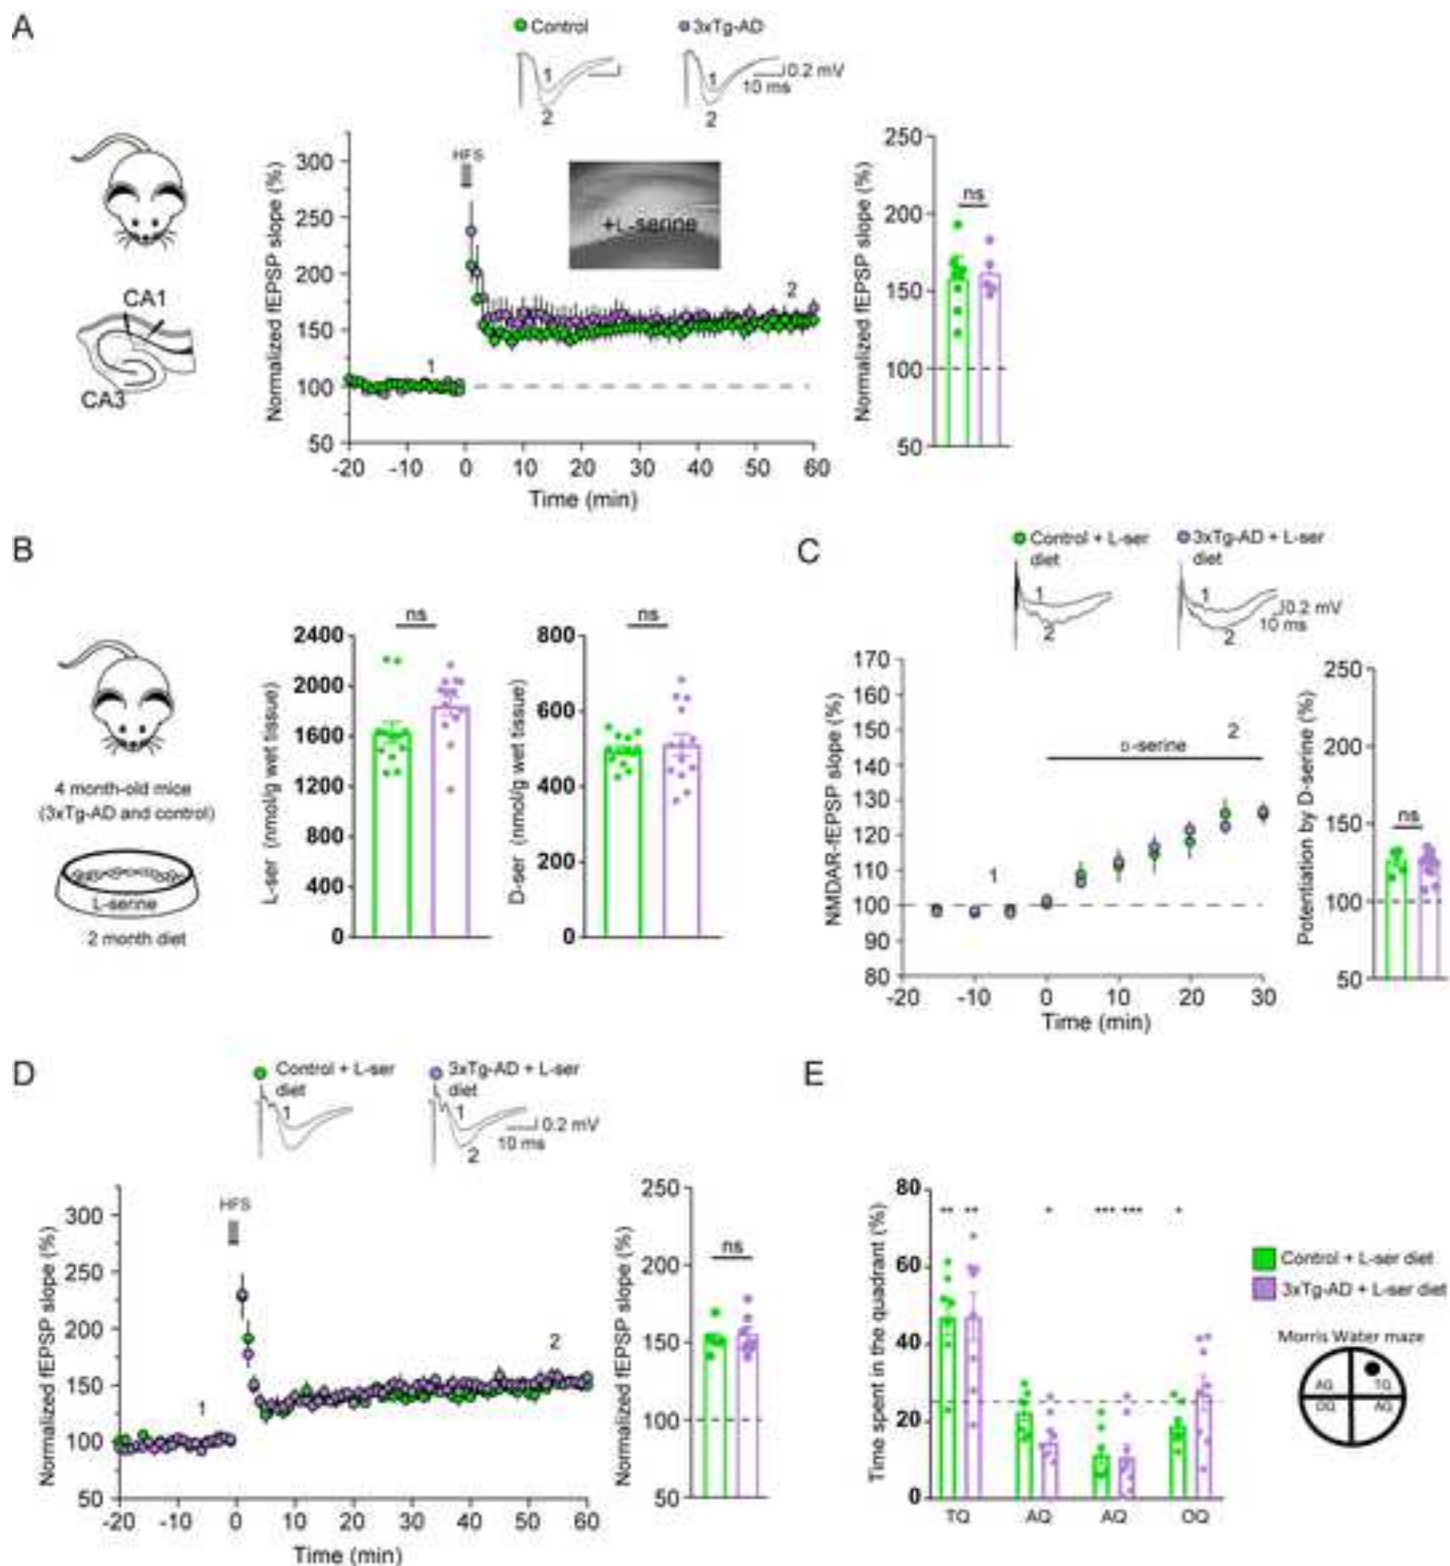 A
Control
3xTg-AD
1
2
1
2
0.2 mV
10 ms
CA1
CA3
Normalized fEPSP slope (%)
300
250
200
150
100
50
HFS
+L-serine
1
2
-20 -10 0 10 20 30 40 50 60
Time (min)
Normalized fEPSP slope (%)
250
200
150
100
50
ns
B
4 month-old mice
(3xTg-AD and control)
L-serine
2 month diet
L-ser (nmol/g wet tissue)
2400
2000
1600
1200
800
400
0
ns
D-ser (nmol/g wet tissue)
800
600
400
200
0
ns
C
Control + L-ser
diet
3xTg-AD + L-ser
diet
1
2
1
2
0.2 mV
10 ms
NMDAR-fEPSP slope (%)
170
160
150
140
130
120
110
100
90
80
D-serine
1
2
-20 -10 0 10 20 30
Time (min)
Potentiation by D-serine (%)
250
200
150
100
50
ns
D
Control + L-ser
diet
3xTg-AD + L-ser
diet
1
1
2
0.2 mV
10 ms
Normalized fEPSP slope (%)
300
250
200
150
100
50
HFS
1
2
-20 -10 0 10 20 30 40 50 60
Time (min)
Normalized fEPSP slope (%)
250
200
150
100
50
ns
E
Time spent in the quadrant (%)
80
60
40
20
0
** ** * *** *** *
TQ AQ AQ OQ
Control + L-ser diet
3xTg-AD + L-ser diet
Morris Water maze
AQ TQ
OQ AQ